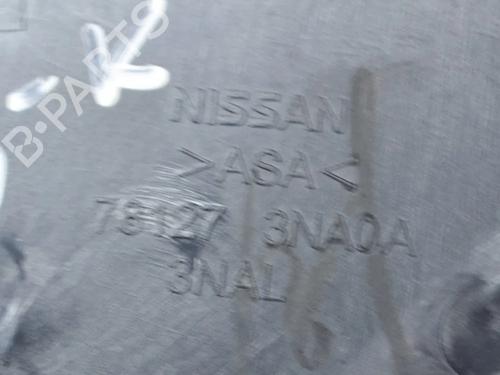 B-PARTS
NISSAN
>ASA<
78127 3NA0A
3NAL